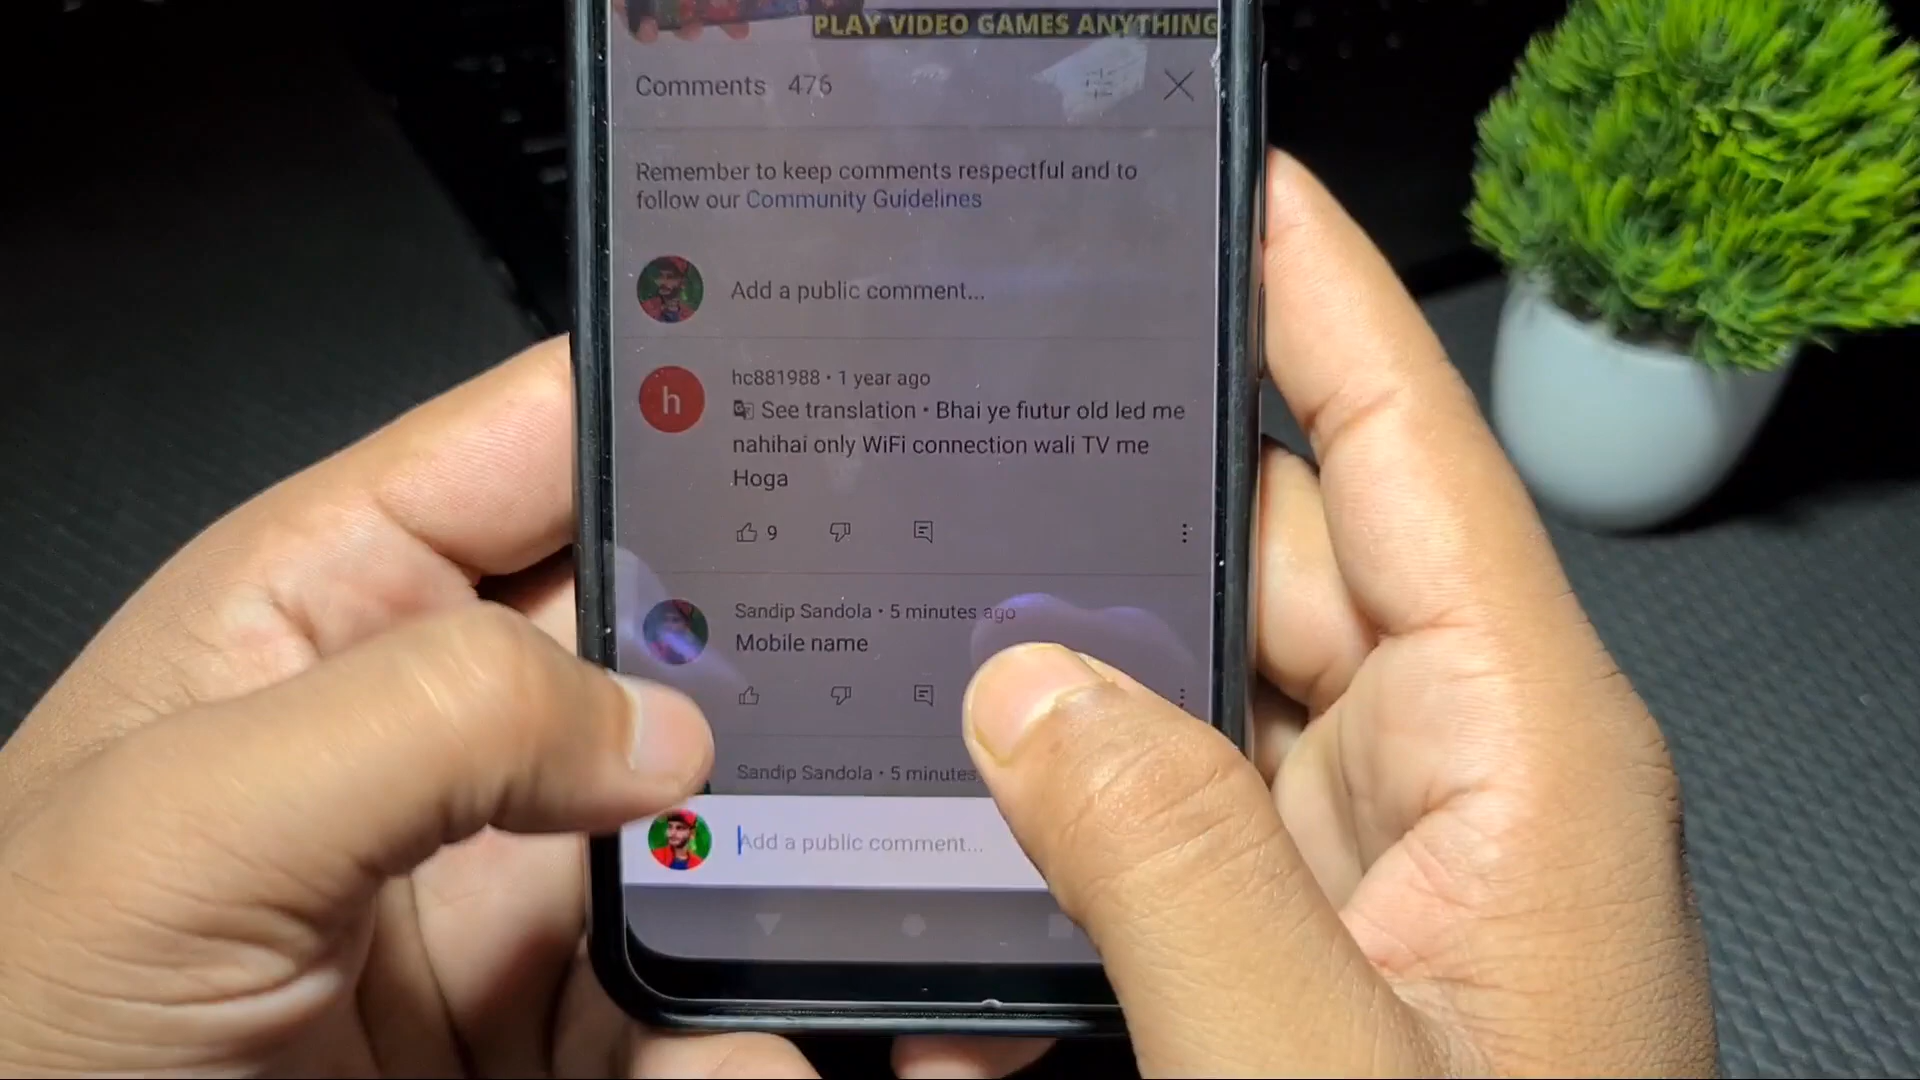 PLAY VIDEO GAMES ANYTHING
Comments 476
Remember to keep comments respectful and to
follow our Community Guidelines
Add a public comment...
h
hc881988 • 1 year ago
See translation • Bhai ye fiutur old led me
nahihai only WiFi connection wali TV me
Hoga
9
Sandip Sandola • 5 minutes ago
Mobile name
Sandip Sandola • 5 minutes
Add a public comment...